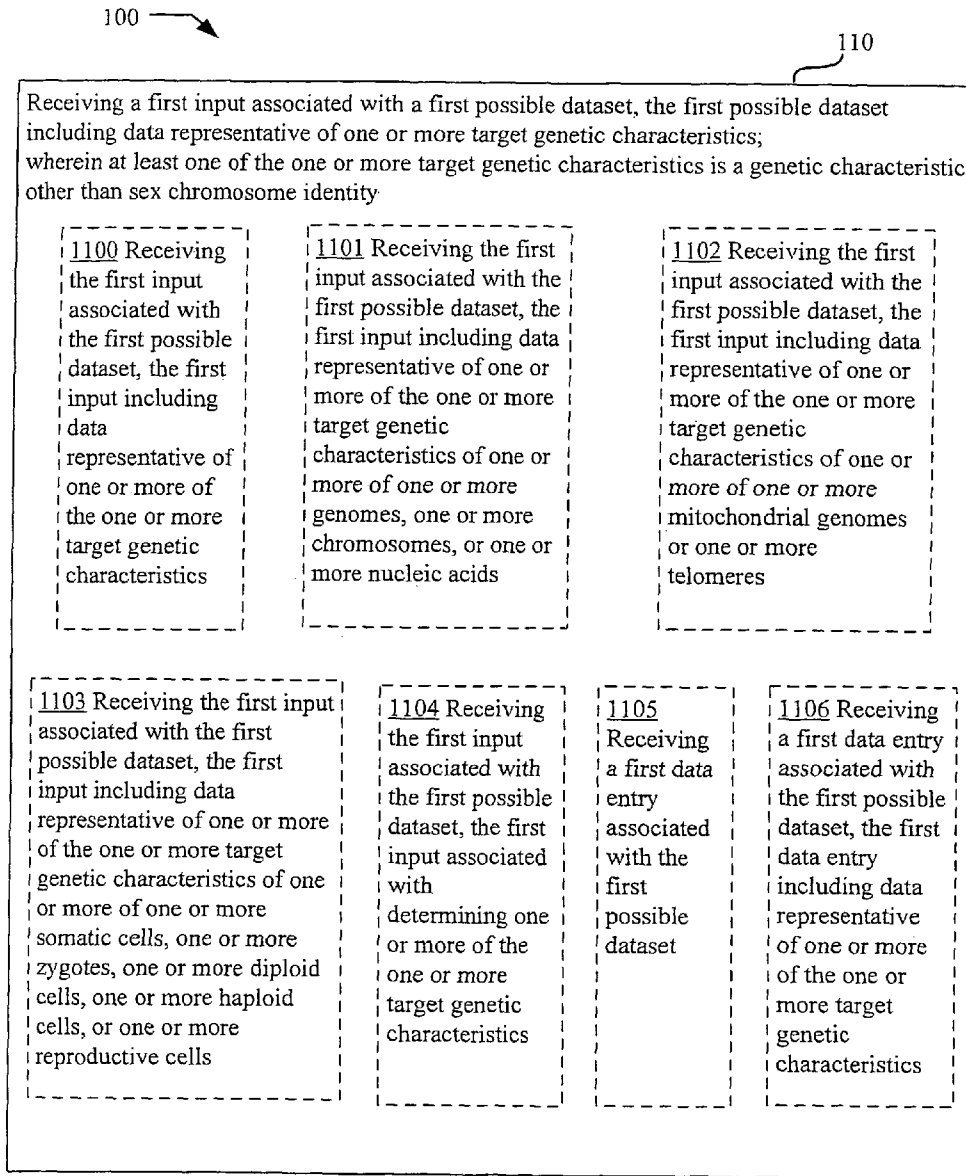 100
110
Receiving a first input associated with a first possible dataset, the first possible dataset
including data representative of one or more target genetic characteristics;
wherein at least one of the one or more target genetic characteristics is a genetic characteristic
other than sex chromosome identity
1100 Receiving
the first input
associated with
the first possible
dataset, the first
input including
data
representative of
one or more of
the one or more
target genetic
characteristics
1101 Receiving the first
input associated with the
first possible dataset, the
first input including data
representative of one or
more of the one or more
target genetic
characteristics of one or
more of one or more
genomes, one or more
chromosomes, or one or
more nucleic acids
1102 Receiving the first
input associated with the
first possible dataset, the
first input including data
representative of one or
more of the one or more
target genetic
characteristics of one or
more of one or more
mitochondrial genomes
or one or more
telomeres
1103 Receiving the first input
associated with the first
possible dataset, the first
input including data
representative of one or more
of the one or more target
genetic characteristics of one
or more of one or more
somatic cells, one or more
zygotes, one or more diploid
cells, one or more haploid
cells, or one or more
reproductive cells
1104 Receiving
the first input
associated with
the first possible
dataset, the first
input associated
with
determining one
or more of the
one or more
target genetic
characteristics
1105
Receiving
a first data
entry
associated
with the
first
possible
dataset
1106 Receiving
a first data entry
associated with
the first possible
dataset, the first
data entry
including data
representative
of one or more
of the one or
more target
genetic
characteristics